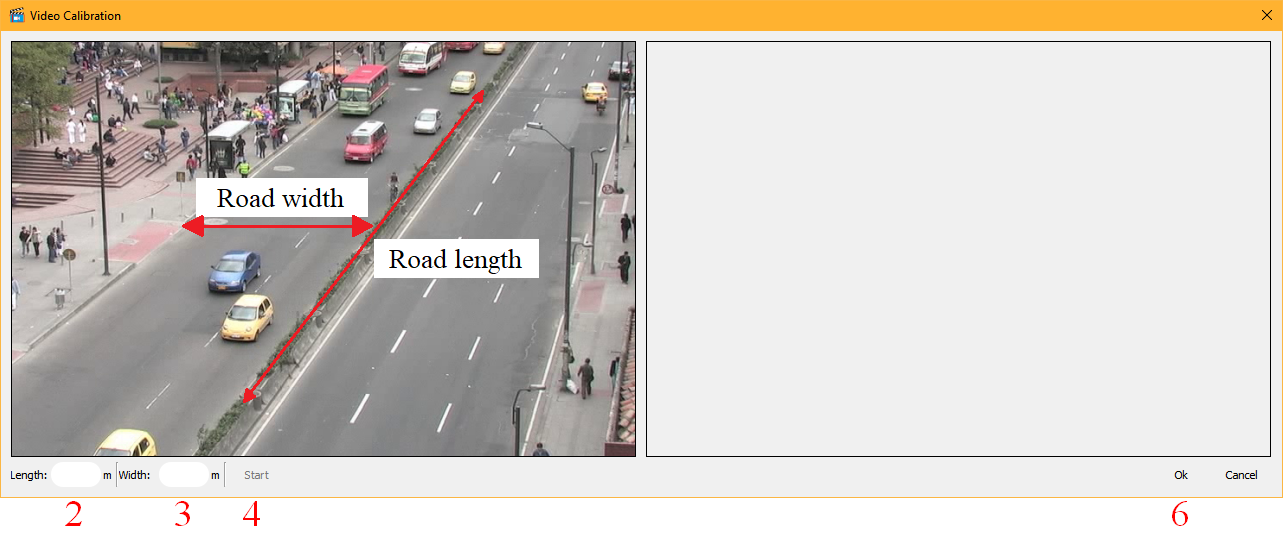 Video Calibration
Road width
Road length
Length: m Width: m Start Ok Cancel
2 3 4 6